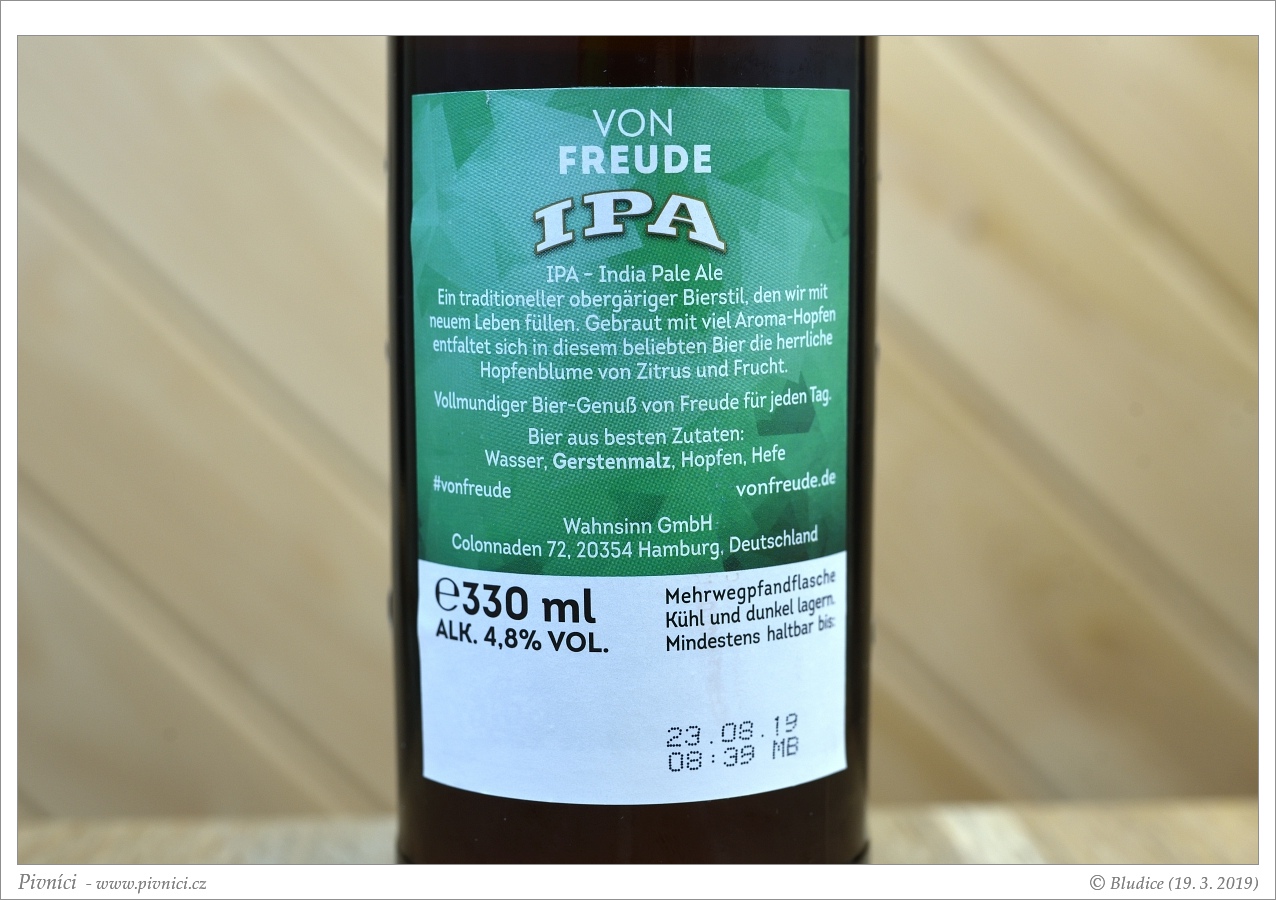 VON
FREUDE
IPA
IPA - India Pale Ale
Ein traditioneller obergäriger Bierstil, den wir mit
neuem Leben füllen. Gebraut mit viel Aroma-Hopfen
entfaltet sich in diesem beliebten Bier die herrliche
Hopfenblume von Zitrus und Frucht.
Vollmundiger Bier-Genuß von Freude für jeden Tag.
Bier aus besten Zutaten:
Wasser, Gerstenmalz, Hopfen, Hefe
#vonfreude vonfreude.de
Wahnsinn GmbH
Colonnaden 72, 20354 Hamburg, Deutschland
℮330 ml
ALK. 4,8% VOL.
Mehrwegpfandflasche
Kühl und dunkel lagern.
Mindestens haltbar bis:
23.08.19
08:39 MB
Pivníci - www.pivnici.cz
© Bludice (19. 3. 2019)